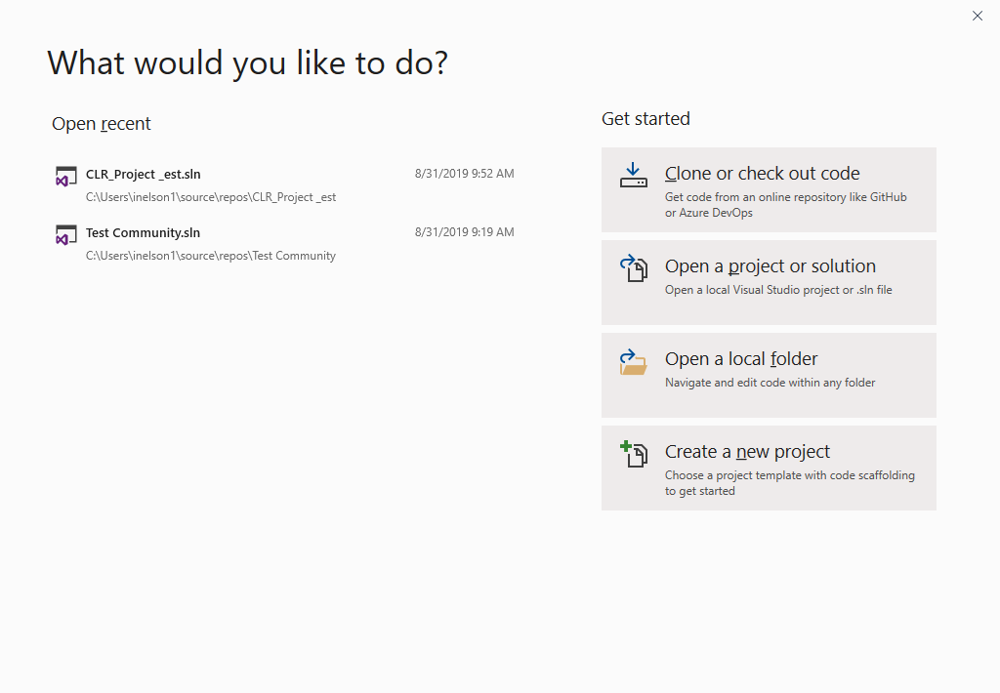 What would you like to do?
Open recent
CLR_Project _est.sln 8/31/2019 9:52 AM
C:\Users\inelson1\source\repos\CLR_Project _est
Test Community.sln 8/31/2019 9:19 AM
C:\Users\inelson1\source\repos\Test Community
Get started
Clone or check out code
Get code from an online repository like GitHub
or Azure DevOps
Open a project or solution
Open a local Visual Studio project or .sln file
Open a local folder
Navigate and edit code within any folder
Create a new project
Choose a project template with code scaffolding
to get started